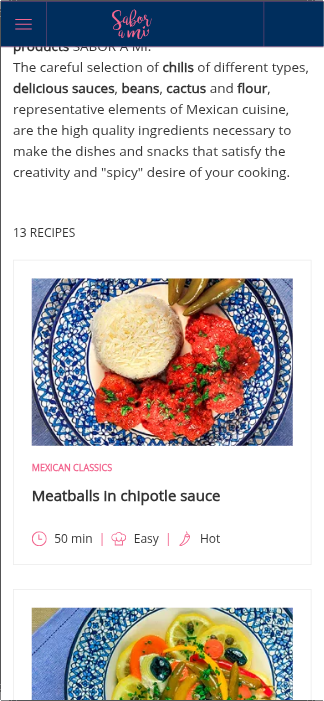 Sabor
a mí
products SABOR A MÍ.
The careful selection of chilis of different types,
delicious sauces, beans, cactus and flour,
representative elements of Mexican cuisine,
are the high quality ingredients necessary to
make the dishes and snacks that satisfy the
creativity and "spicy" desire of your cooking.
13 RECIPES
MEXICAN CLASSICS
Meatballs in chipotle sauce
50 min | Easy | Hot